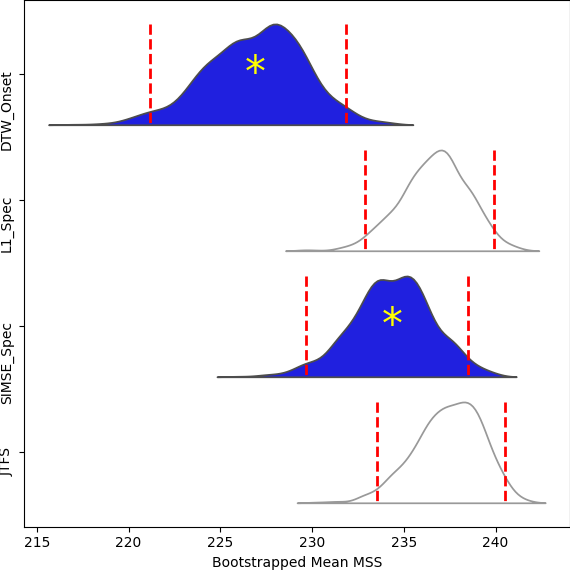 DTW_Onset
L1_Spec
SIMSE_Spec
JTFS
215 220 225 230 235 240
Bootstrapped Mean MSS